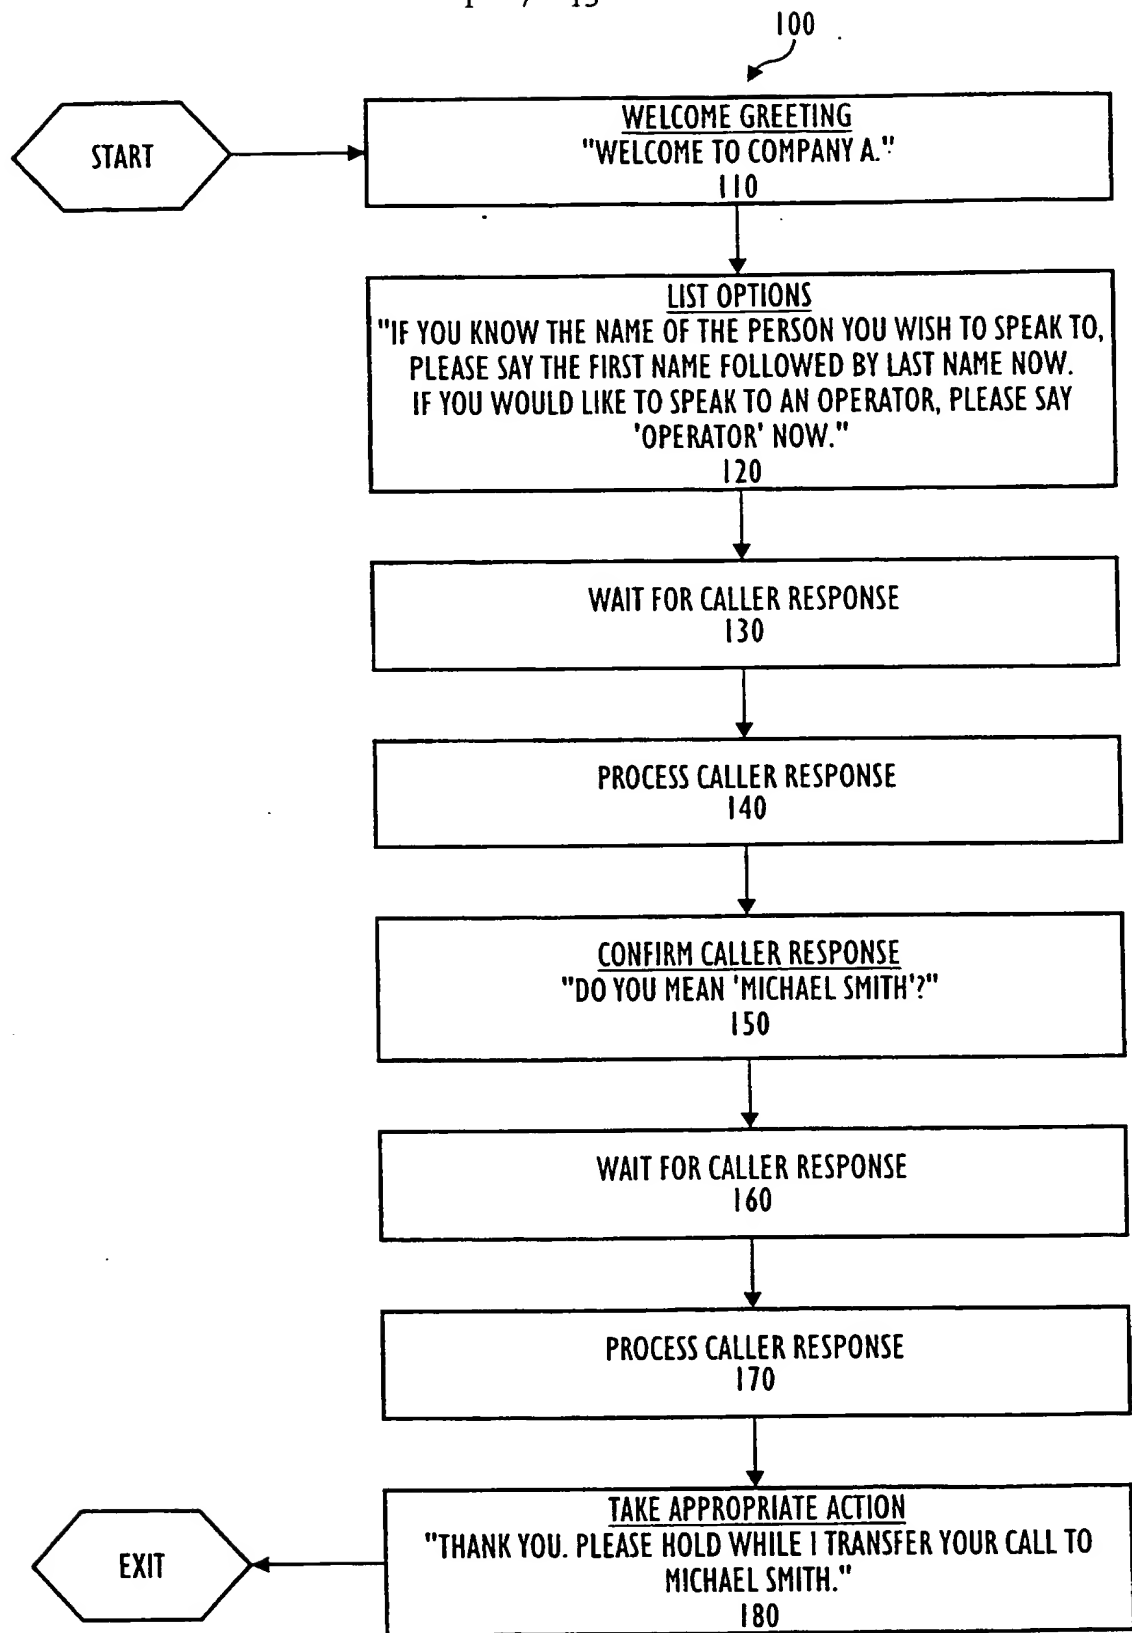 100
START
WELCOME GREETING
"WELCOME TO COMPANY A."
110
LIST OPTIONS
"IF YOU KNOW THE NAME OF THE PERSON YOU WISH TO SPEAK TO,
PLEASE SAY THE FIRST NAME FOLLOWED BY LAST NAME NOW.
IF YOU WOULD LIKE TO SPEAK TO AN OPERATOR, PLEASE SAY
'OPERATOR' NOW."
120
WAIT FOR CALLER RESPONSE
130
PROCESS CALLER RESPONSE
140
CONFIRM CALLER RESPONSE
"DO YOU MEAN 'MICHAEL SMITH'?"
150
WAIT FOR CALLER RESPONSE
160
PROCESS CALLER RESPONSE
170
TAKE APPROPRIATE ACTION
"THANK YOU. PLEASE HOLD WHILE I TRANSFER YOUR CALL TO
MICHAEL SMITH."
180
EXIT